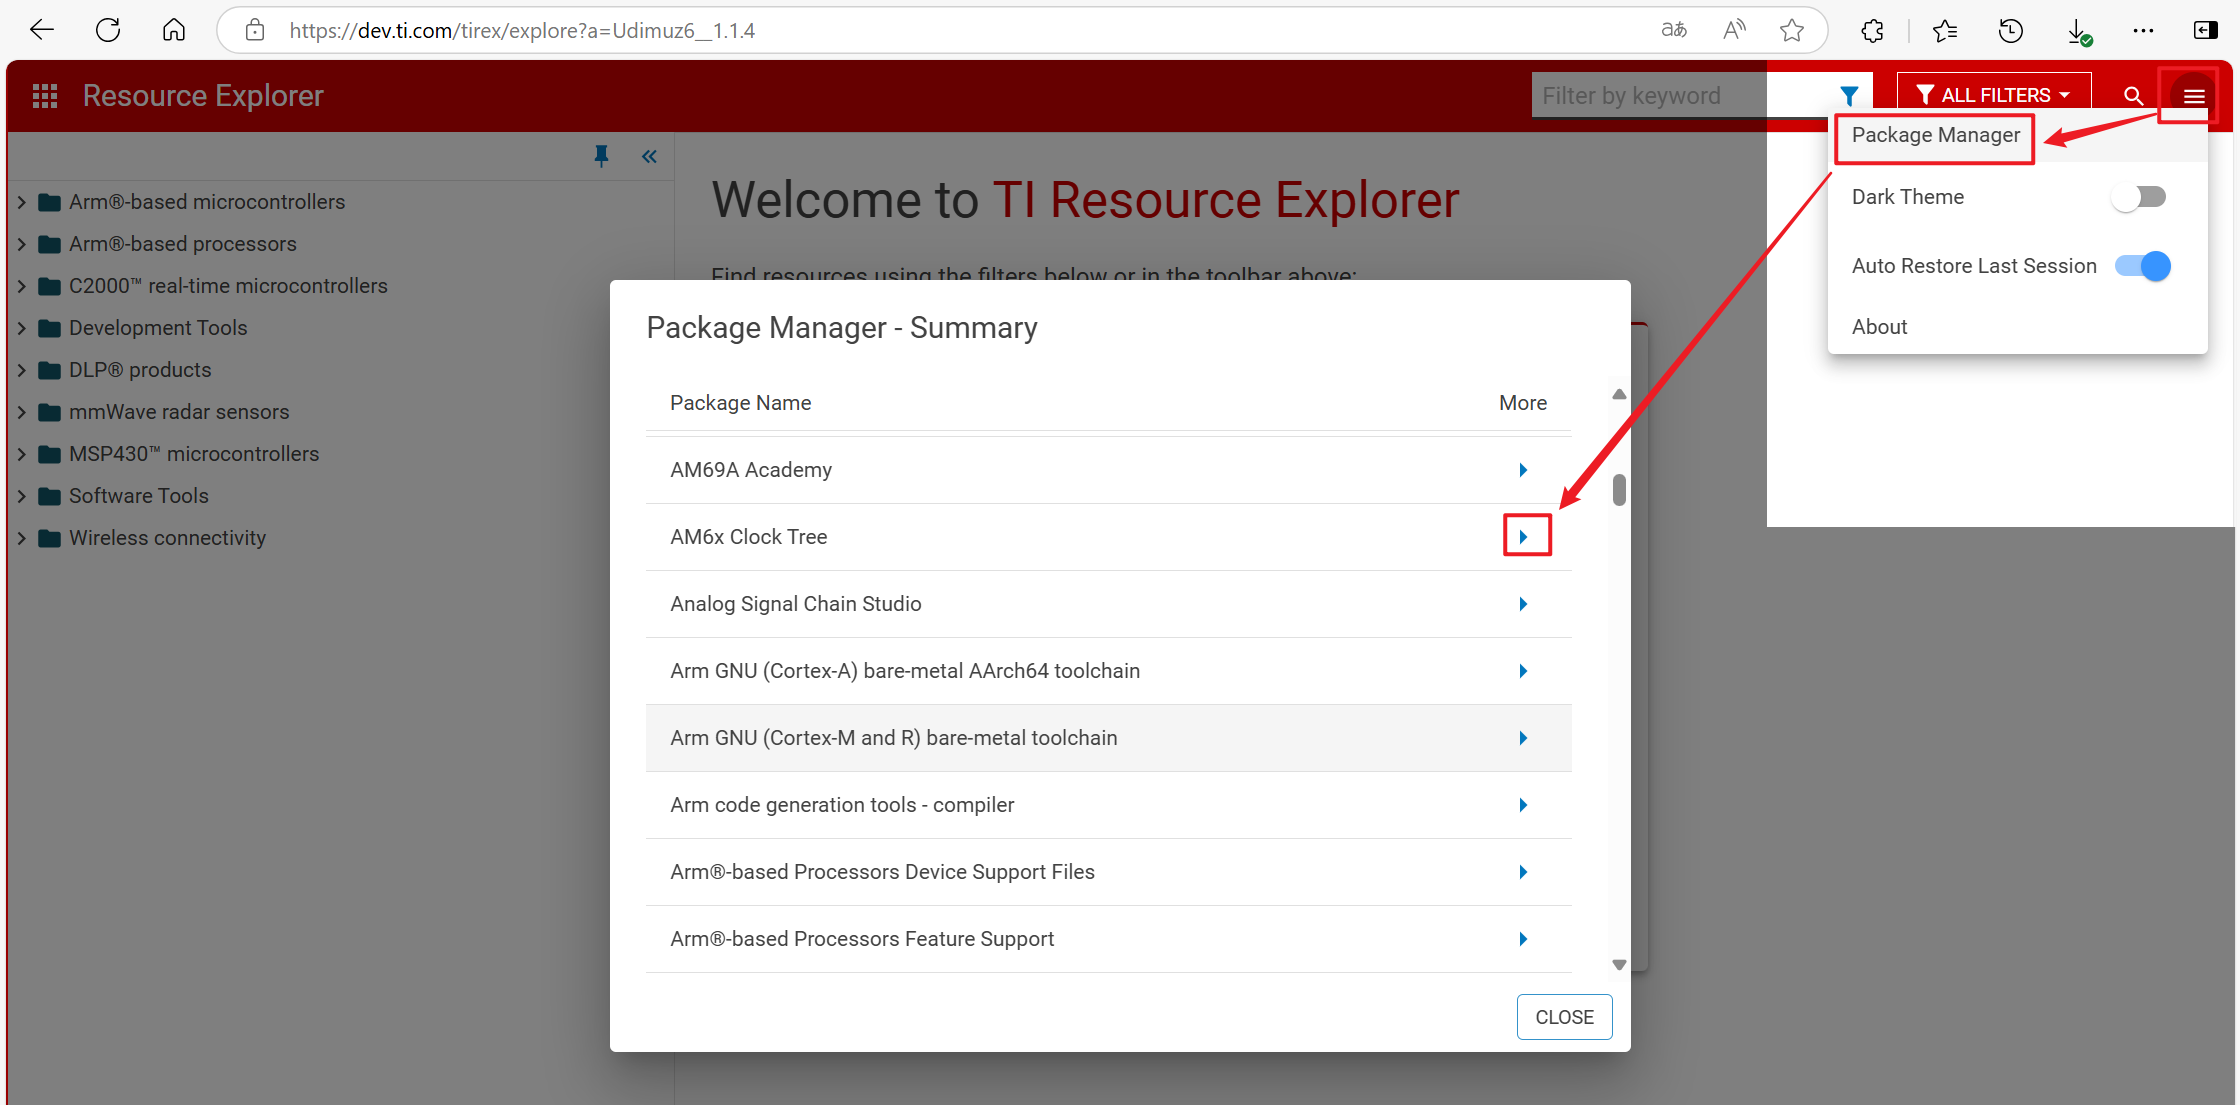 https://dev.ti.com/tirex/explore?a=Udimuz6__1.1.4
Resource Explorer
Filter by keyword
ALL FILTERS
Package Manager
Dark Theme
Auto Restore Last Session
About
Arm®-based microcontrollers
Arm®-based processors
C2000™ real-time microcontrollers
Development Tools
DLP® products
mmWave radar sensors
MSP430™ microcontrollers
Software Tools
Wireless connectivity
Welcome to TI Resource Explorer
Find resources using the filters below or in the toolbar above:
Package Manager - Summary
Package Name More
AM69A Academy
AM6x Clock Tree
Analog Signal Chain Studio
Arm GNU (Cortex-A) bare-metal AArch64 toolchain
Arm GNU (Cortex-M and R) bare-metal toolchain
Arm code generation tools - compiler
Arm®-based Processors Device Support Files
Arm®-based Processors Feature Support
CLOSE